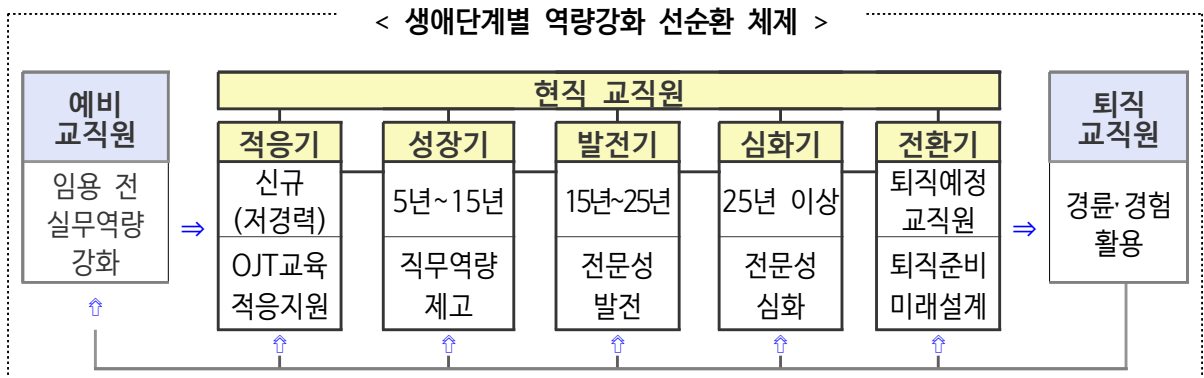 < 생애단계별 역량강화 선순환 체제 >
예비
교직원
임용 전
실무역량
강화
⇒
현직 교직원
적응기
신규
(저경력)
OJT교육
적응지원
성장기
5년~15년
직무역량
제고
발전기
15년~25년
전문성
발전
심화기
25년 이상
전문성
심화
전환기
퇴직예정
교직원
퇴직준비
미래설계
⇒
퇴직
교직원
경륜·경험
활용